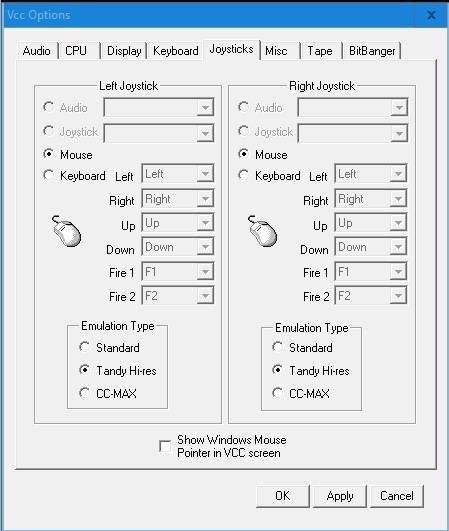 Vcc Options
Audio CPU Display Keyboard Joysticks Misc Tape BitBanger
Left Joystick
Audio
Joystick
Mouse
Keyboard Left Left
Right Right
Up Up
Down Down
Fire 1 F1
Fire 2 F2
Emulation Type
Standard
Tandy Hi-res
CC-MAX
Right Joystick
Audio
Joystick
Mouse
Keyboard Left Left
Right Right
Up Up
Down Down
Fire 1 F1
Fire 2 F2
Emulation Type
Standard
Tandy Hi-res
CC-MAX
Show Windows Mouse
Pointer in VCC screen
OK Apply Cancel